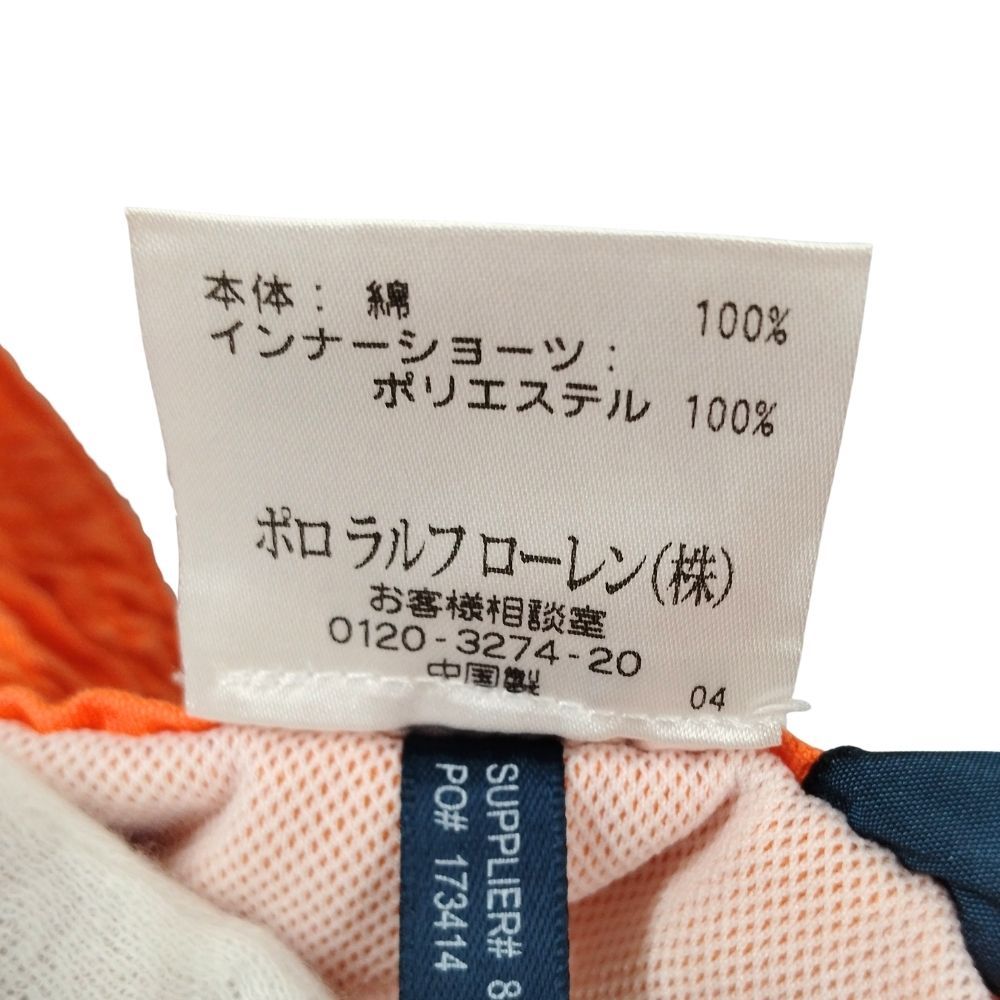 本体: 綿 100%
インナーショーツ:
ポリエステル 100%
ポロ ラルフ ローレン(株)
お客様相談室
0120-3274-20
中国製
04
SUPPLIER# 8
PO# 173414